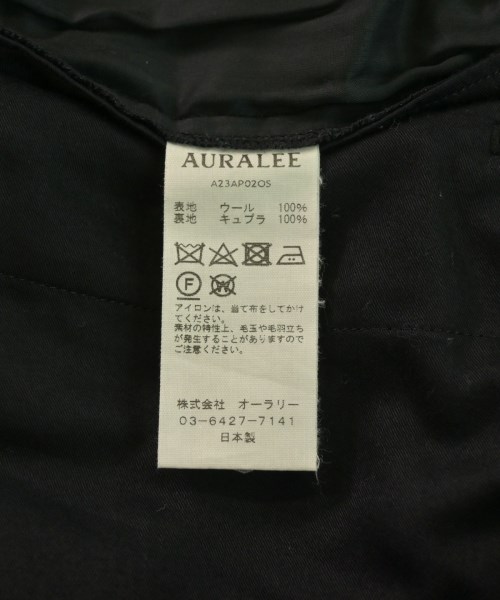 AURALEE
A23AP02OS
表地 ウール 100%
裏地 キュプラ 100%
F W
アイロンは、当て布をしてかけ
てください。
素材の特性上、毛玉や毛羽立ち
が発生することがありますので
ご注意ください。
株式会社 オーラリー
03-6427-7141
日本製